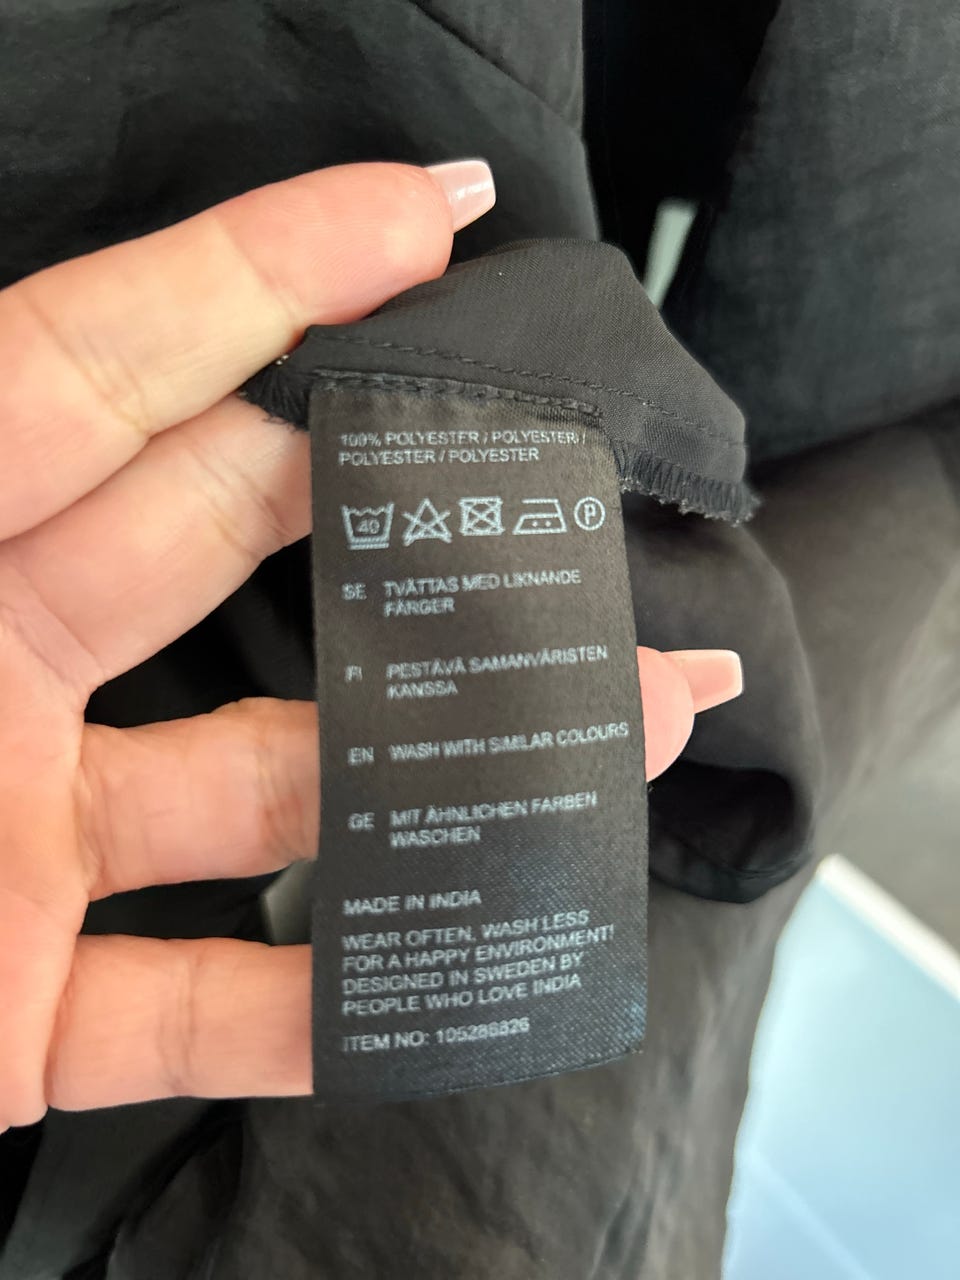 100% POLYESTER / POLYESTER /
POLYESTER / POLYESTER
40 P
SE TVÄTTAS MED LIKNANDE
FÄRGER
FI PESTÄVÄ SAMANVÄRISTEN
KANSSA
EN WASH WITH SIMILAR COLOURS
GE MIT ÄHNLICHEN FARBEN
WASCHEN
MADE IN INDIA
WEAR OFTEN, WASH LESS
FOR A HAPPY ENVIRONMENT!
DESIGNED IN SWEDEN BY
PEOPLE WHO LOVE INDIA
ITEM NO: